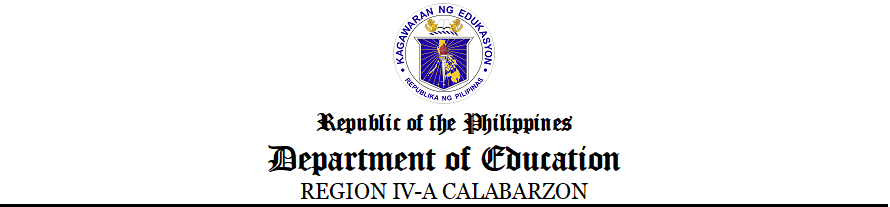 KAGAWARAN NG EDUKASYON
REPUBLIKA NG PILIPINAS
Republic of the Philippines
Department of Education
REGION IV-A CALABARZON